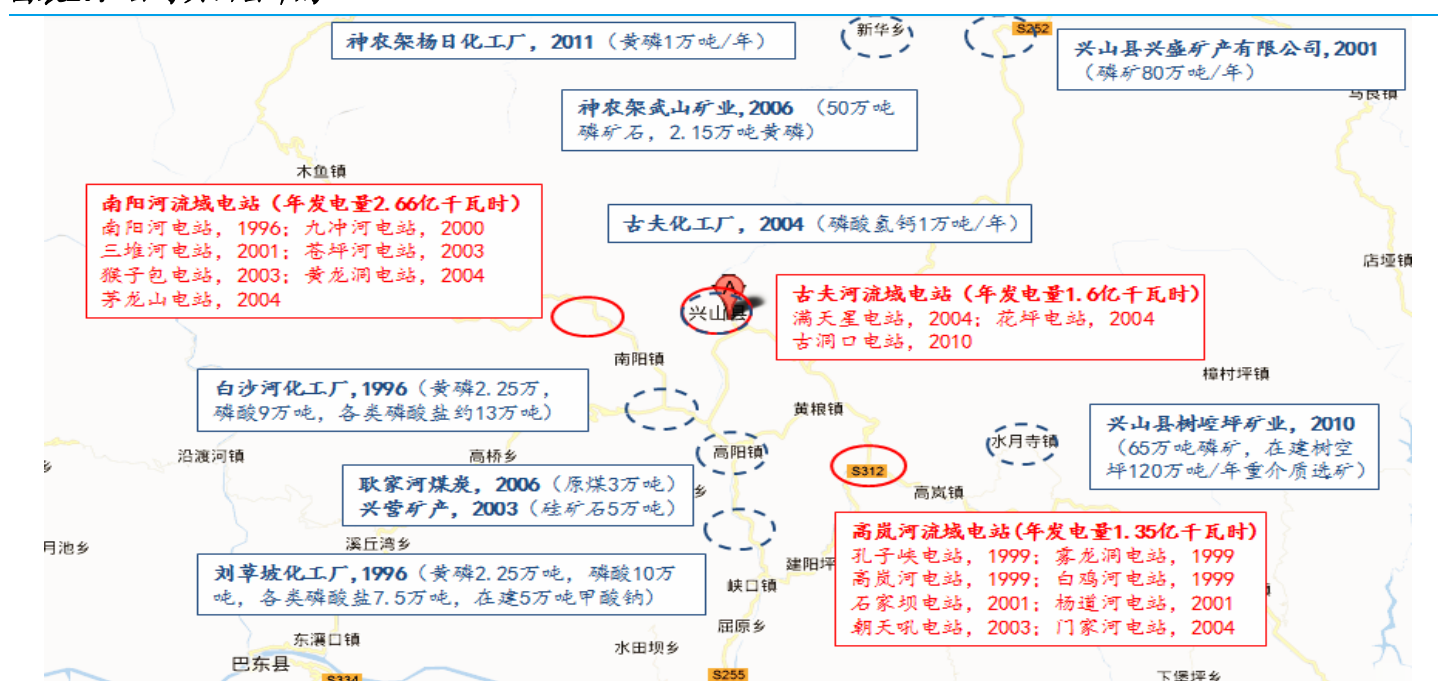 神农架杨日化工厂, 2011（黄磷1万吨/年）
新华乡
S252
兴山县兴盛矿产有限公司,2001
（磷矿80万吨/年）
马良镇
神农架武山矿业,2006 （50万吨
磷矿石, 2.15万吨黄磷）
木鱼镇
南阳河流域电站（年发电量2.66亿千瓦时）
南阳河电站, 1996; 九冲河电站, 2000
三堆河电站, 2001; 苍坪河电站, 2003
猴子包电站, 2003; 黄龙洞电站, 2004
茅龙山电站, 2004
古夫化工厂, 2004（磷酸氢钙1万吨/年）
店垭镇
A
兴山县
古夫河流域电站（年发电量1.6亿千瓦时）
满天星电站, 2004; 花坪电站, 2004
古洞口电站, 2010
南阳镇
樟村坪镇
白沙河化工厂,1996（黄磷2.25万,
磷酸9万吨, 各类磷酸盐约13万吨）
黄粮镇
兴山县树崆坪矿业, 2010
（65万吨磷矿, 在建树空
坪120万吨/年重介质选矿）
水月寺镇
沿渡河镇
高桥乡
高阳镇
S312
高岚镇
耿家河煤炭, 2006（原煤3万吨）
兴营矿产, 2003（硅矿石5万吨）
乡
月池乡
溪丘湾乡
高岚河流域电站(年发电量1.35亿千瓦时)
孔子峡电站, 1999; 雾龙洞电站, 1999
高岚河电站, 1999; 白鸡河电站, 1999
石家坝电站, 2001; 杨道河电站, 2001
朝天吼电站, 2003; 门家河电站, 2004
刘草坡化工厂,1996（黄磷2.25万吨, 磷酸10万
吨, 各类磷酸盐7.5万吨, 在建5万吨甲酸钠）
建阳坪
峡口镇
屈原乡
东瀼口镇
水田坝乡
巴东县
S334
S255
下堡坪乡